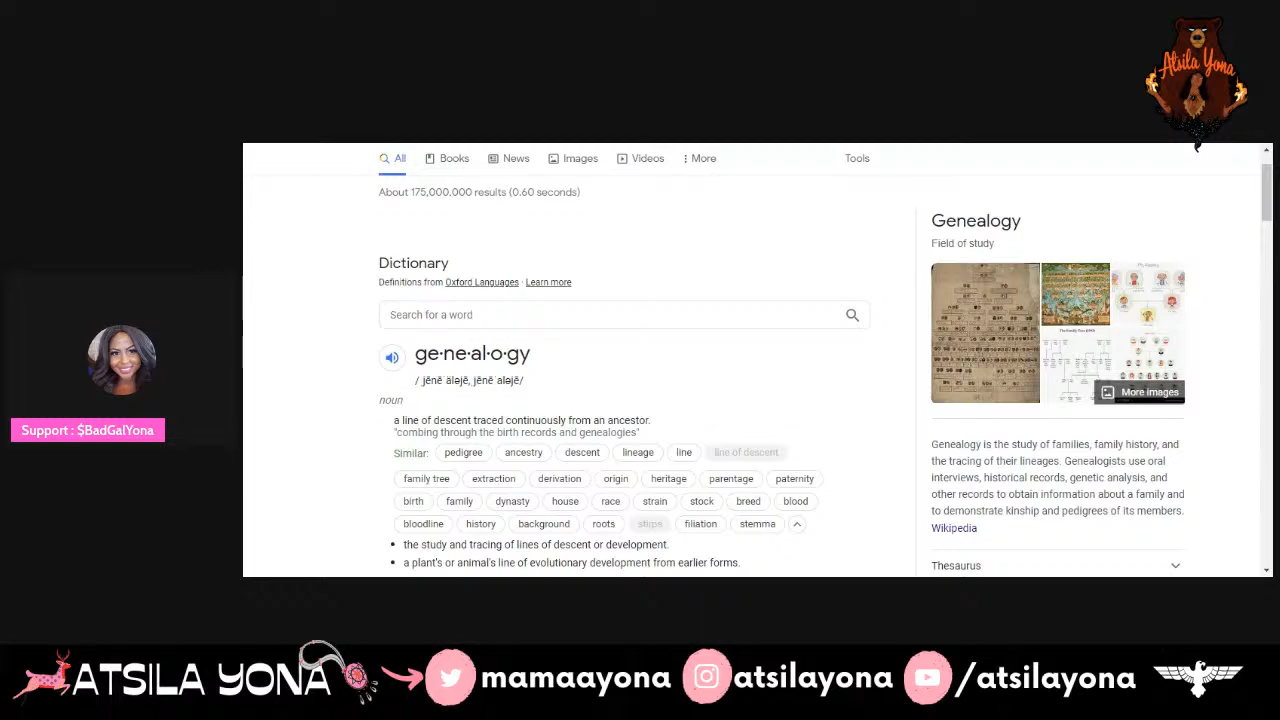 Atsila Yona
All
Books
News
Images
Videos
More
Tools
About 175,000,000 results (0.60 seconds)
Dictionary
Definitions from Oxford Languages · Learn more
Search for a word
ge·ne·al·o·gy
/ˌjēnēˈäləjē, ˌjēnēˈaləjē/
noun
a line of descent traced continuously from an ancestor.
"combing through the birth records and genealogies"
Similar: pedigree ancestry descent lineage line line of descent
family tree extraction derivation origin heritage parentage paternity
birth family dynasty house race strain stock breed blood
bloodline history background roots stirps filiation stemma
• the study and tracing of lines of descent or development.
• a plant's or animal's line of evolutionary development from earlier forms.
Genealogy
Field of study
More images
Genealogy is the study of families, family history, and
the tracing of their lineages. Genealogists use oral
interviews, historical records, genetic analysis, and
other records to obtain information about a family and
to demonstrate kinship and pedigrees of its members.
Wikipedia
Thesaurus
Support : $BadGalYona
ATSILA YONA
mamaayona
atsilayona
/atsilayona